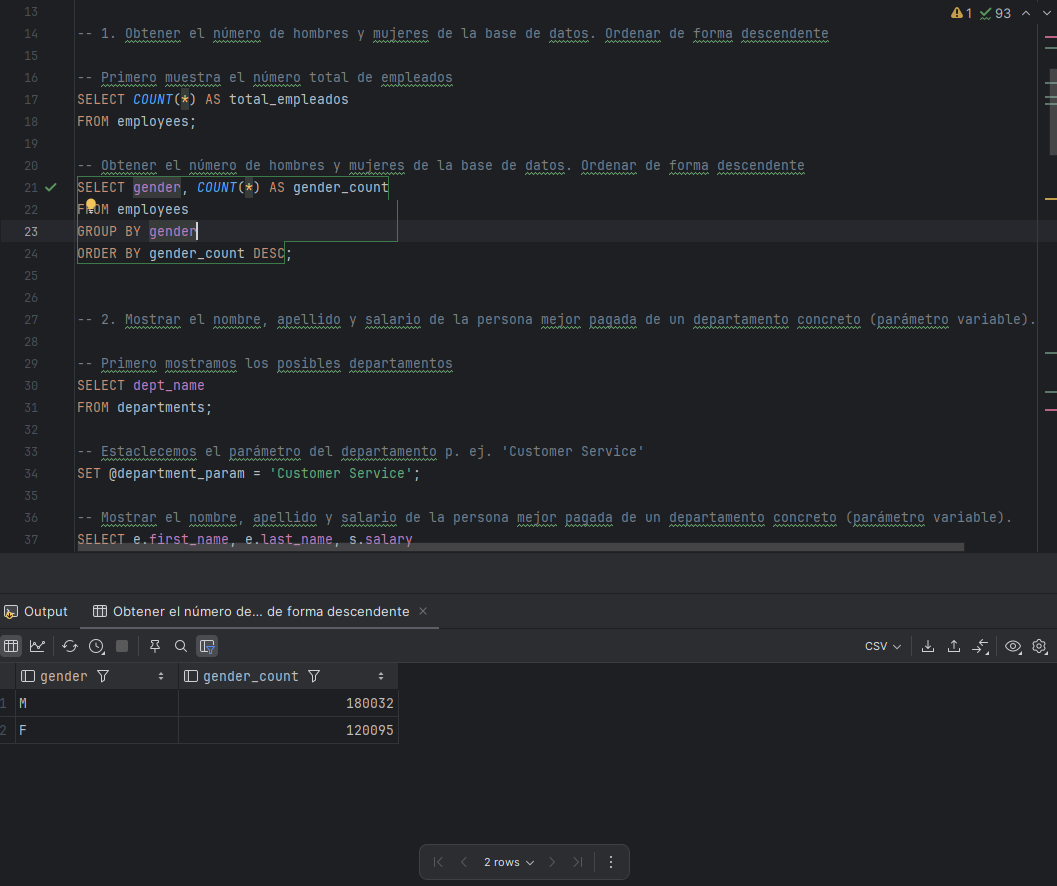 1 93
13
14 -- 1. Obtener el número de hombres y mujeres de la base de datos. Ordenar de forma descendente
15
16 -- Primero muestra el número total de empleados
17 SELECT COUNT(*) AS total_empleados
18 FROM employees;
19
20 -- Obtener el número de hombres y mujeres de la base de datos. Ordenar de forma descendente
21 SELECT gender, COUNT(*) AS gender_count
22 FROM employees
23 GROUP BY gender
24 ORDER BY gender_count DESC;
25
26
27 -- 2. Mostrar el nombre, apellido y salario de la persona mejor pagada de un departamento concreto (parámetro variable).
28
29 -- Primero mostramos los posibles departamentos
30 SELECT dept_name
31 FROM departments;
32
33 -- Estaclecemos el parámetro del departamento p. ej. 'Customer Service'
34 SET @department_param = 'Customer Service';
35
36 -- Mostrar el nombre, apellido y salario de la persona mejor pagada de un departamento concreto (parámetro variable).
37 SELECT e.first_name, e.last_name, s.salary
Output Obtener el número de... de forma descendente
CSV
gender gender_count
1 M 180032
2 F 120095
2 rows